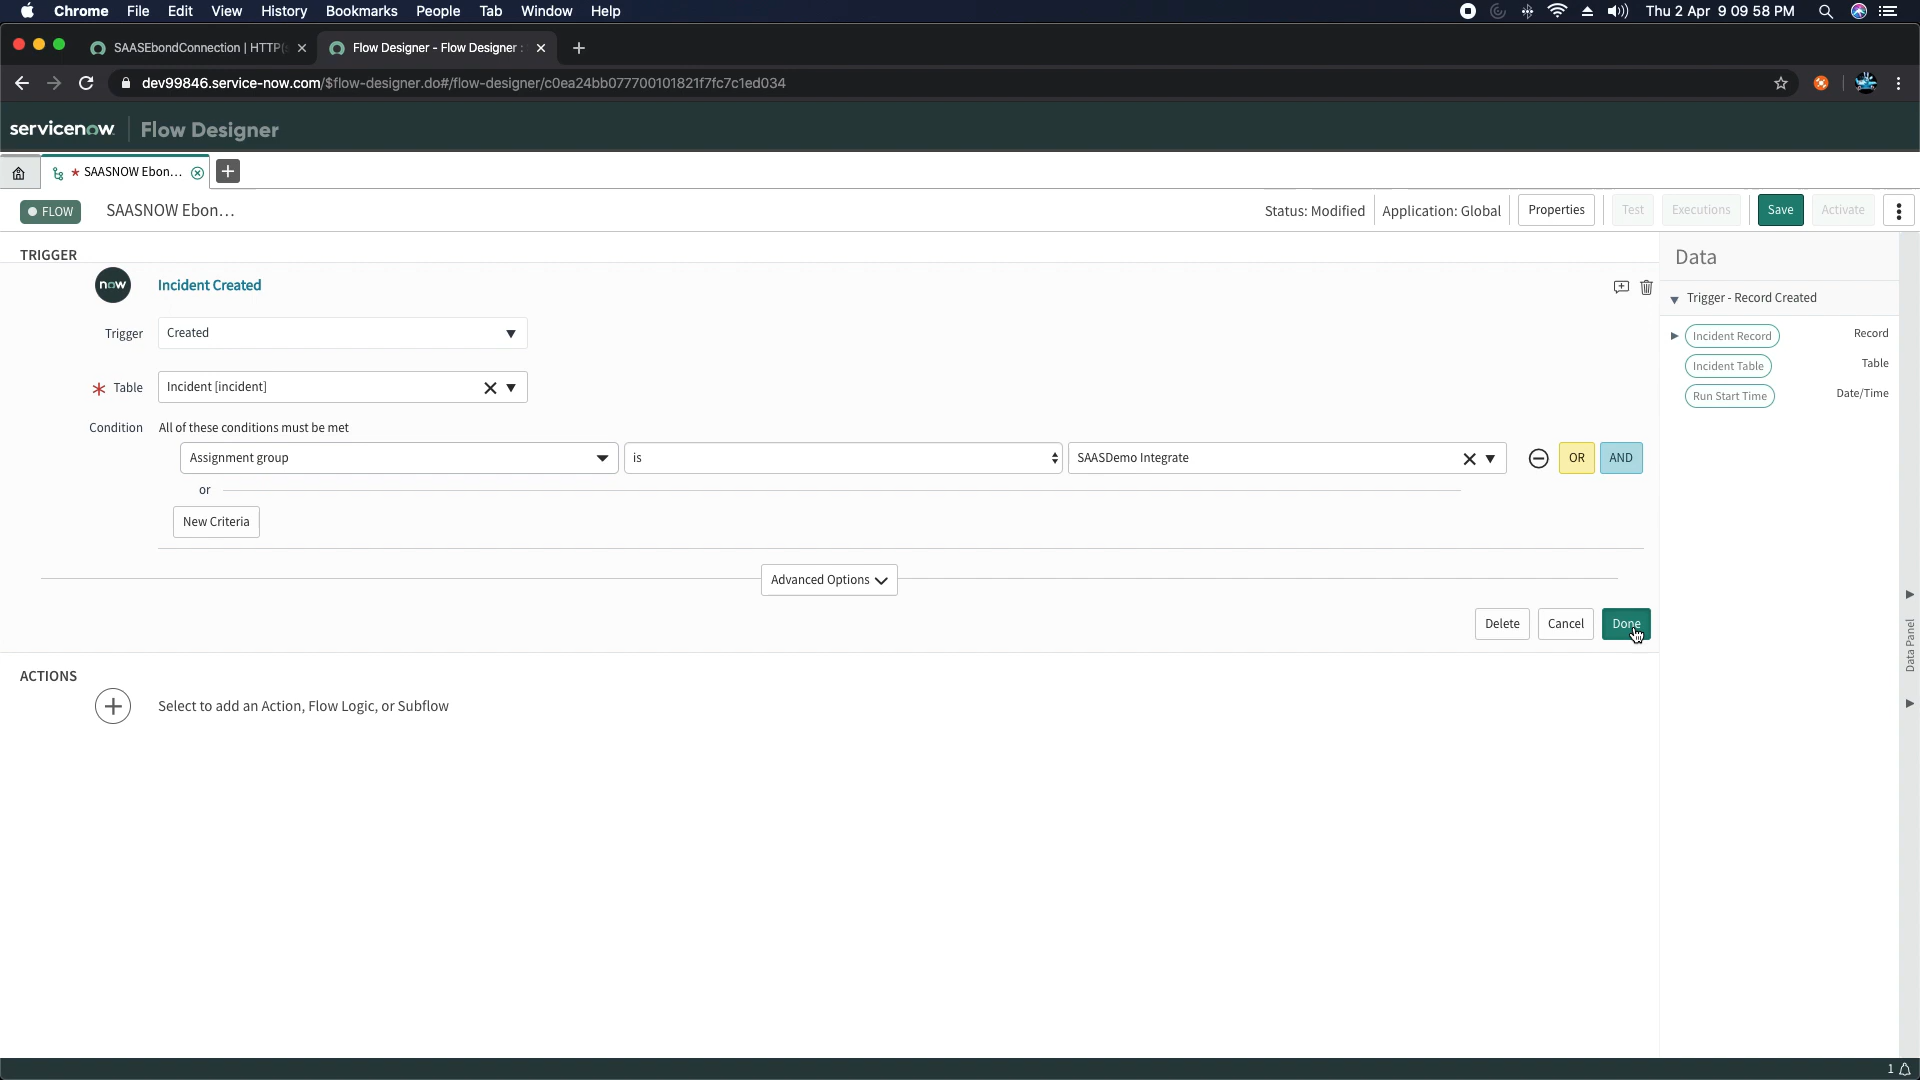 Chrome File Edit View History Bookmarks People Tab Window Help Thu 2 Apr 9 09 58 PM
SAASEbondConnection | HTTP(s Flow Designer - Flow Designer :
dev99846.service-now.com/$flow-designer.do#/flow-designer/c0ea24bb077700101821f7fc7c1ed034
servicenow Flow Designer
* SAASNOW Ebon...
FLOW SAASNOW Ebon... Status: Modified Application: Global Properties Test Executions Save Activate
TRIGGER
Data
now Incident Created
Trigger - Record Created
Trigger Created
Incident Record Record
Incident Table Table
* Table Incident [incident]
Run Start Time Date/Time
Condition All of these conditions must be met
Assignment group is SAASDemo Integrate OR AND
or
New Criteria
Advanced Options
Delete Cancel Done
Data Panel
ACTIONS
Select to add an Action, Flow Logic, or Subflow
1